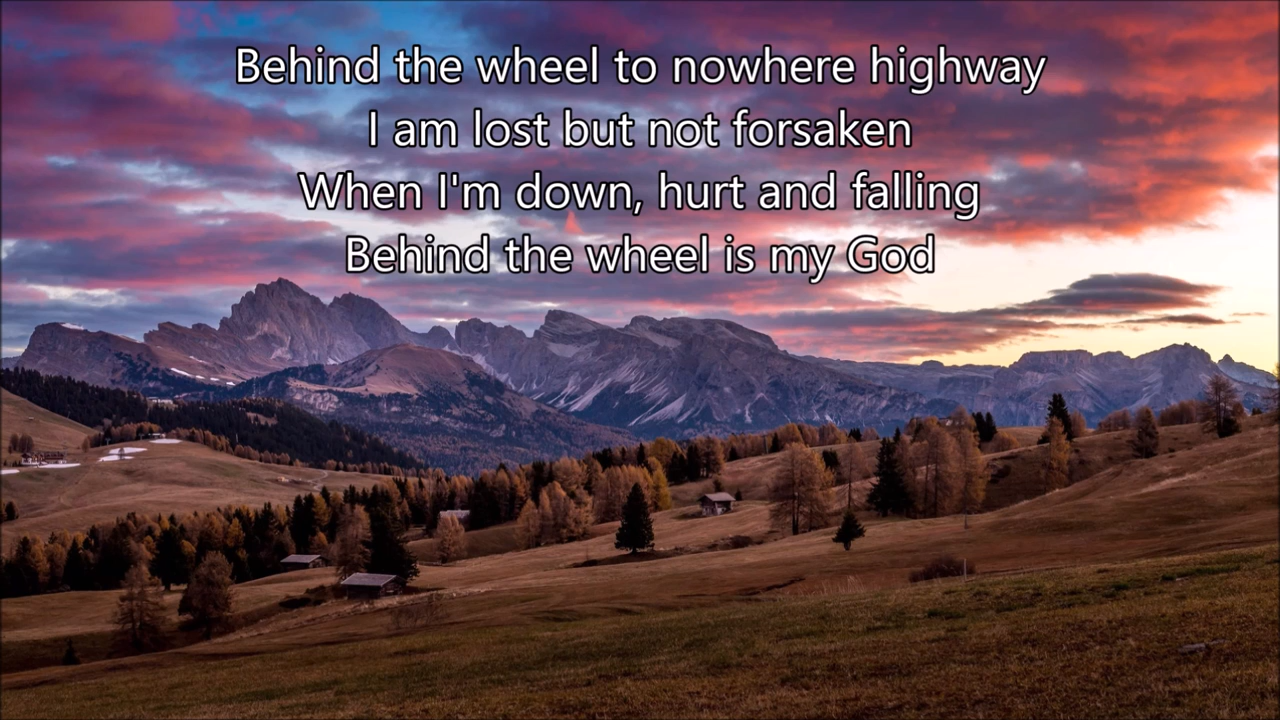 Behind the wheel to nowhere highway
I am lost but not forsaken
When I'm down, hurt and falling
Behind the wheel is my God